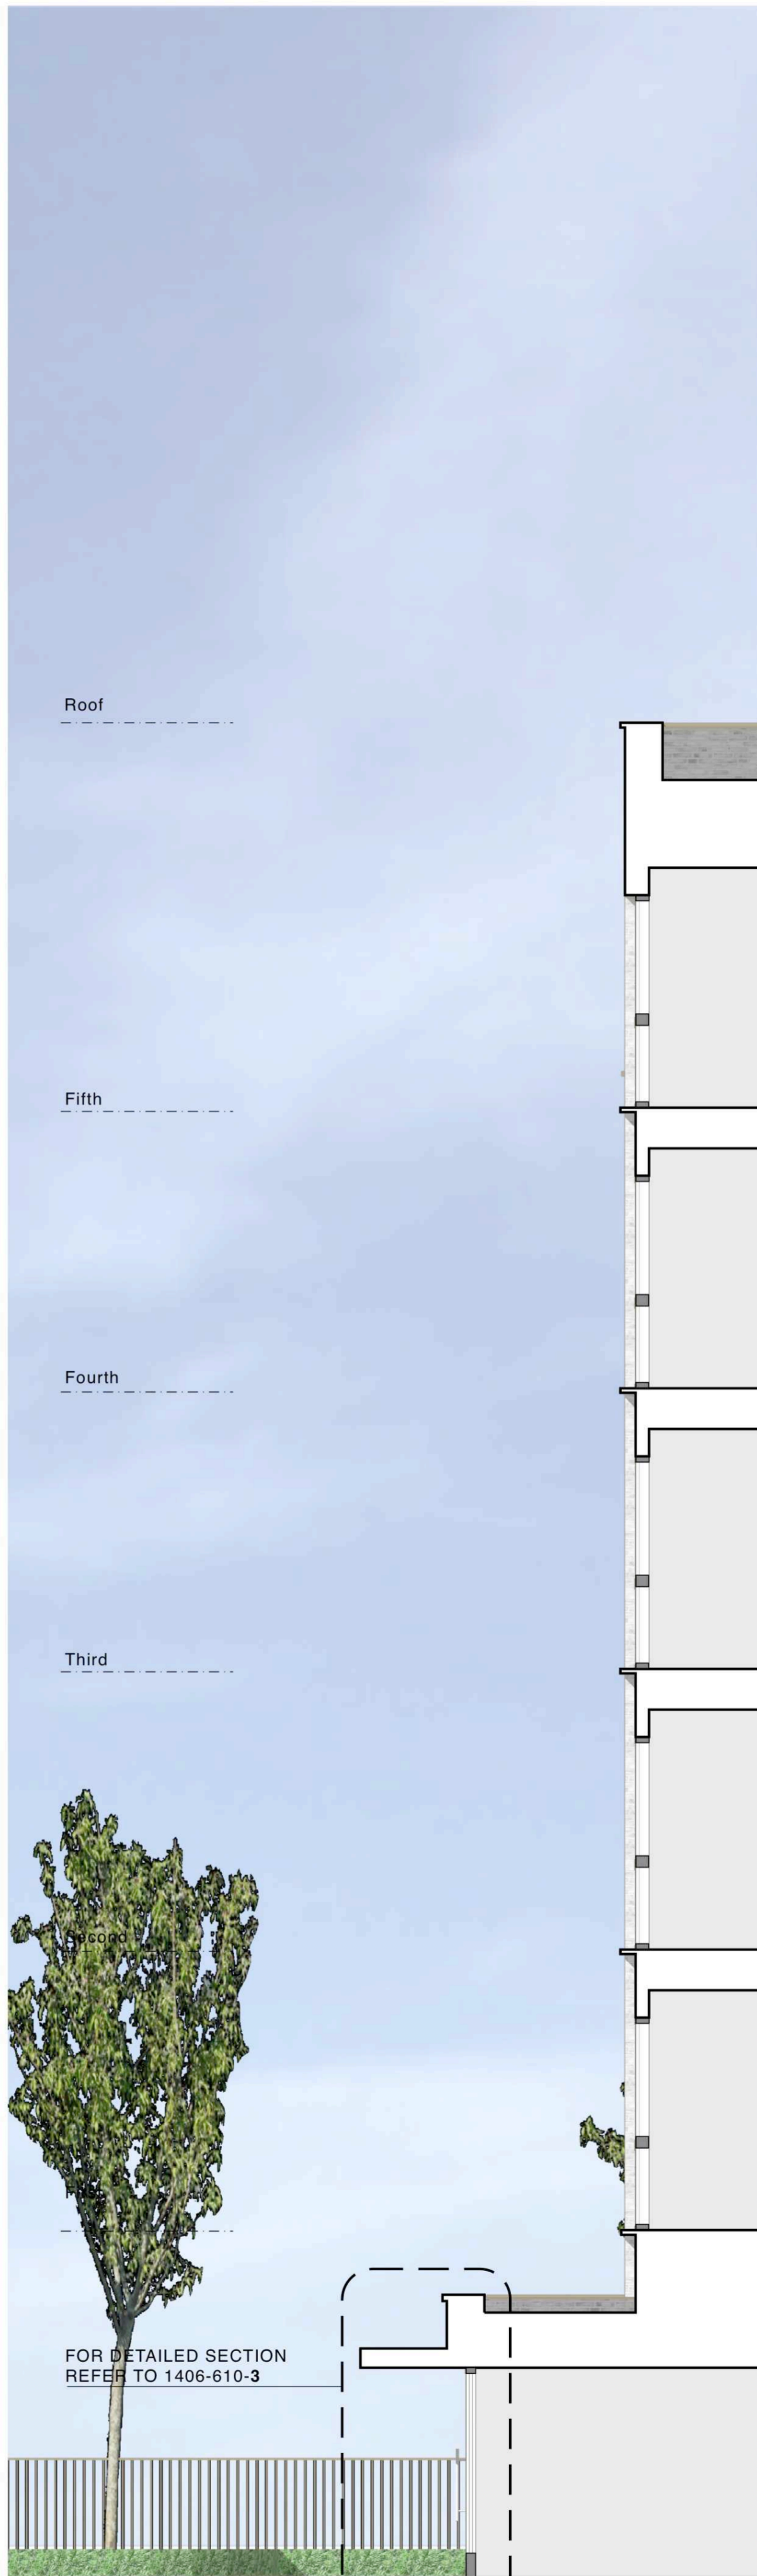 Roof
Fifth
Fourth
Third
Second
FOR DETAILED SECTION
REFER TO 1406-610-3